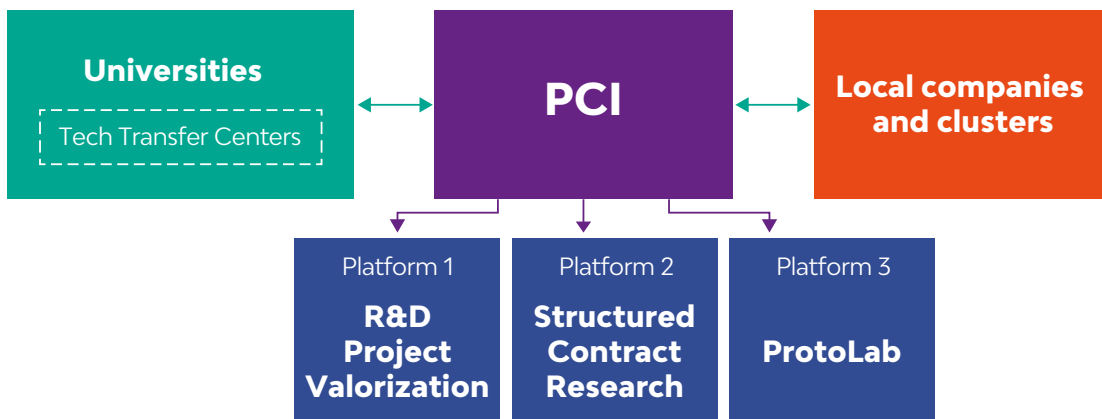 Universities
Tech Transfer Centers
PCI
Local companies
and clusters
Platform 1
R&D
Project
Valorization
Platform 2
Structured
Contract
Research
Platform 3
ProtoLab